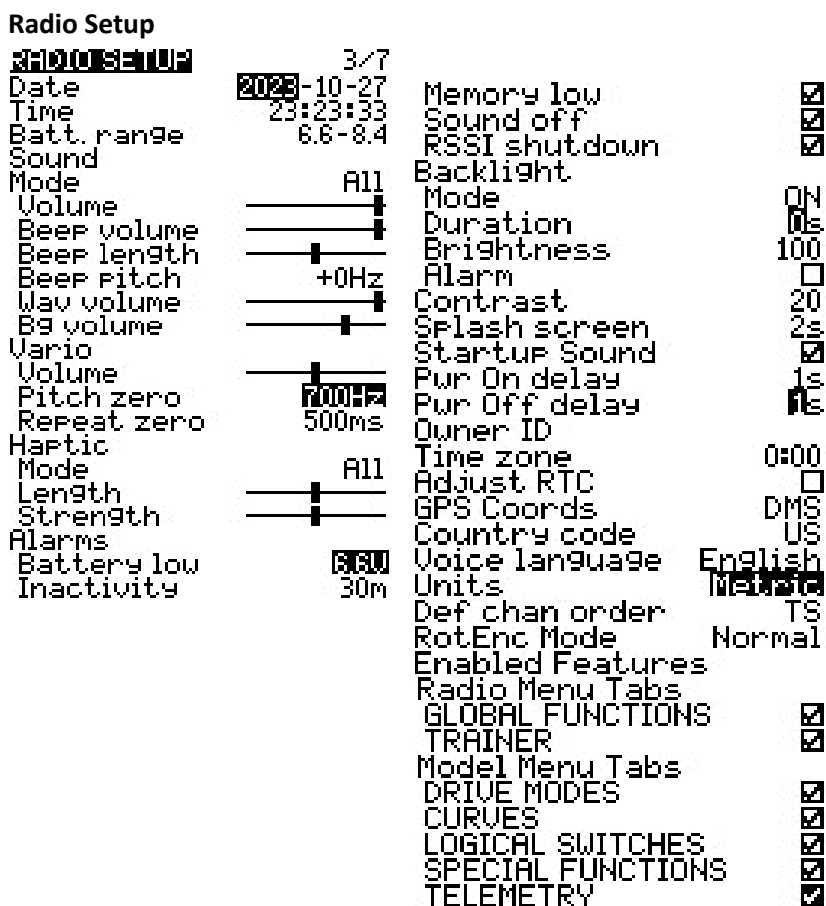 Radio Setup
RADIO SETUP 3/7
Date 2023-10-27
Time 23:23:33
Batt. range 6.6-8.4
Sound
Mode All
Volume
Beep volume
Beep length
Beep pitch +0Hz
Wav volume
Bg volume
Vario
Volume
Pitch zero 700Hz
Repeat zero 500ms
Haptic
Mode All
Length
Strength
Alarms
Battery low 6.6V
Inactivity 30m
Memory low
Sound off
RSSI shutdown
Backlight
Mode ON
Duration 0s
Brightness 100
Alarm
Contrast 20
Splash screen 2s
Startup Sound
Pwr On delay 1s
Pwr Off delay 1s
Owner ID
Time zone 0:00
Adjust RTC
GPS Coords DMS
Country code US
Voice language English
Units Metric
Def chan order TS
RotEnc Mode Normal
Enabled Features
Radio Menu Tabs
GLOBAL FUNCTIONS
TRAINER
Model Menu Tabs
DRIVE MODES
CURVES
LOGICAL SWITCHES
SPECIAL FUNCTIONS
TELEMETRY